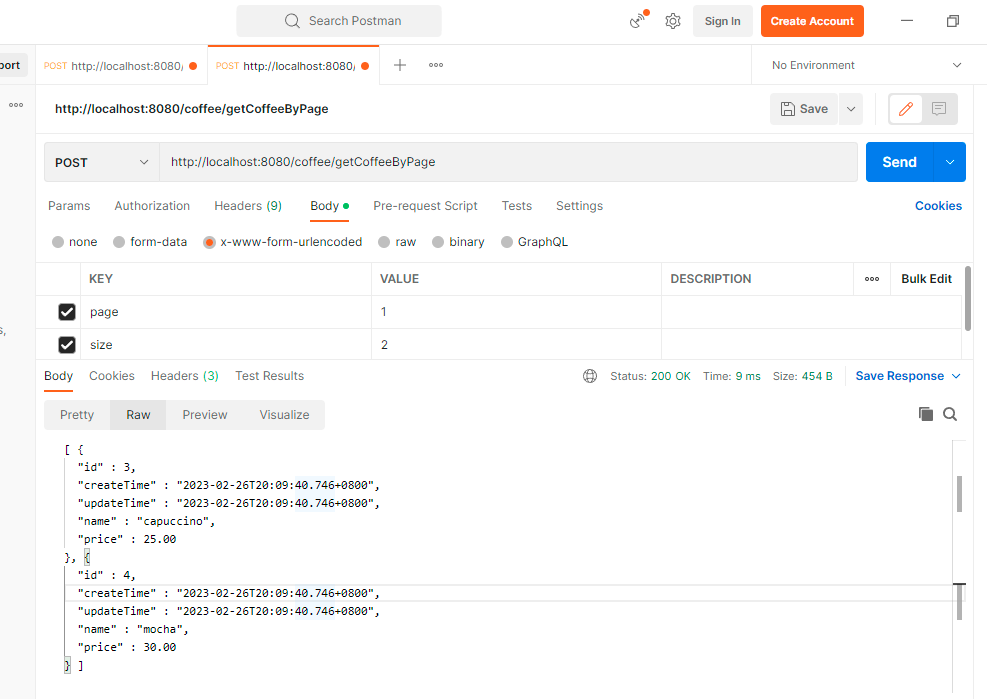 Search Postman
Sign In
Create Account
port
POST http://localhost:8080/
POST http://localhost:8080/
No Environment
http://localhost:8080/coffee/getCoffeeByPage
Save
POST
http://localhost:8080/coffee/getCoffeeByPage
Send
Params Authorization Headers (9) Body Pre-request Script Tests Settings Cookies
none form-data x-www-form-urlencoded raw binary GraphQL
KEY VALUE DESCRIPTION Bulk Edit
page 1
s,
size 2
Body Cookies Headers (3) Test Results Status: 200 OK Time: 9 ms Size: 454 B Save Response
Pretty Raw Preview Visualize
[ {
"id" : 3,
"createTime" : "2023-02-26T20:09:40.746+0800",
"updateTime" : "2023-02-26T20:09:40.746+0800",
"name" : "capuccino",
"price" : 25.00
}, {
"id" : 4,
"createTime" : "2023-02-26T20:09:40.746+0800",
"updateTime" : "2023-02-26T20:09:40.746+0800",
"name" : "mocha",
"price" : 30.00
} ]